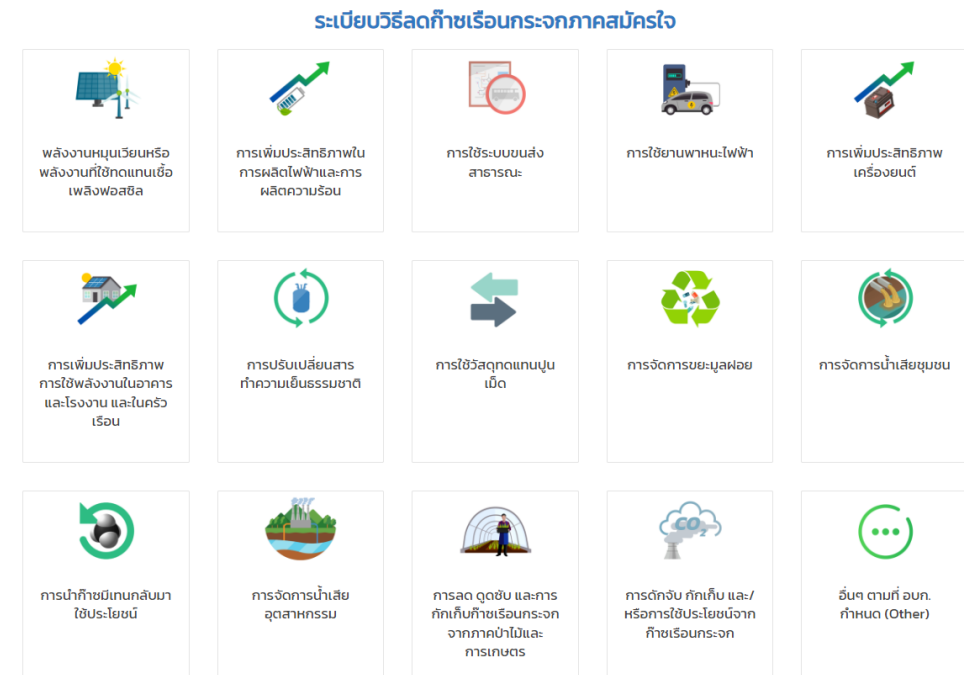 ระเบียบวิธีลดก๊าซเรือนกระจกภาคสมัครใจ
พลังงานหมุนเวียนหรือ
พลังงานที่ใช้ทดแทนเชื้อ
เพลิงฟอสซิล
การเพิ่มประสิทธิภาพใน
การผลิตไฟฟ้าและการ
ผลิตความร้อน
การใช้ระบบขนส่ง
สาธารณะ
การใช้ยานพาหนะไฟฟ้า
การเพิ่มประสิทธิภาพ
เครื่องยนต์
การเพิ่มประสิทธิภาพ
การใช้พลังงานในอาคาร
และโรงงาน และในครัว
เรือน
การปรับเปลี่ยนสาร
ทำความเย็นธรรมชาติ
การใช้วัสดุทดแทนปูน
เม็ด
การจัดการขยะมูลฝอย
การจัดการน้ำเสียชุมชน
การนำก๊าซมีเทนกลับมา
ใช้ประโยชน์
การจัดการน้ำเสีย
อุตสาหกรรม
การลด ดูดซับ และการ
กักเก็บก๊าซเรือนกระจก
จากภาคป่าไม้และ
การเกษตร
CO2
การดักจับ กักเก็บ และ/
หรือการใช้ประโยชน์จาก
ก๊าซเรือนกระจก
อื่นๆ ตามที่ อบก.
กำหนด (Other)